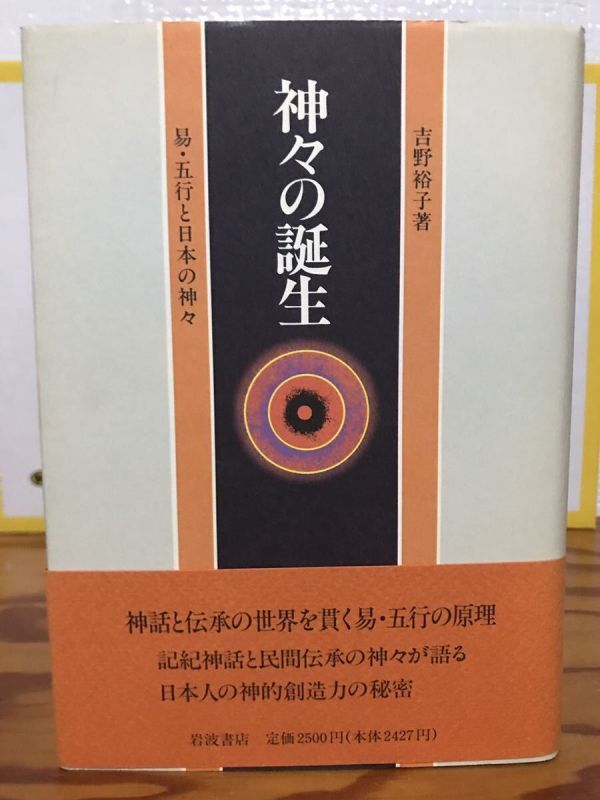 神々の誕生
吉野裕子著
易・五行と日本の神々
神話と伝承の世界を貫く易・五行の原理
記紀神話と民間伝承の神々が語る
日本人の神的創造力の秘密
岩波書店 定価2500円(本体2427円)